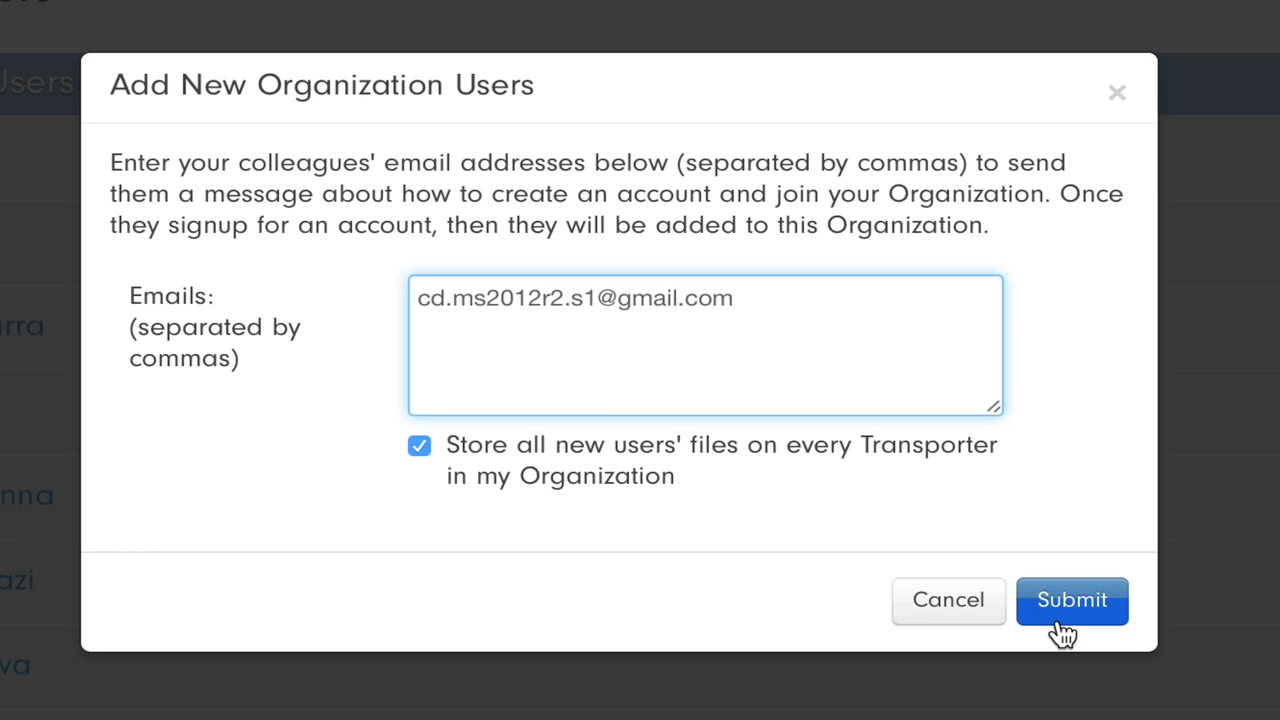 Users
Add New Organization Users
×
Enter your colleagues' email addresses below (separated by commas) to send
them a message about how to create an account and join your Organization. Once
they signup for an account, then they will be added to this Organization.
Emails:
(separated by
commas)
cd.ms2012r2.s1@gmail.com
Store all new users' files on every Transporter
in my Organization
Cancel
Submit